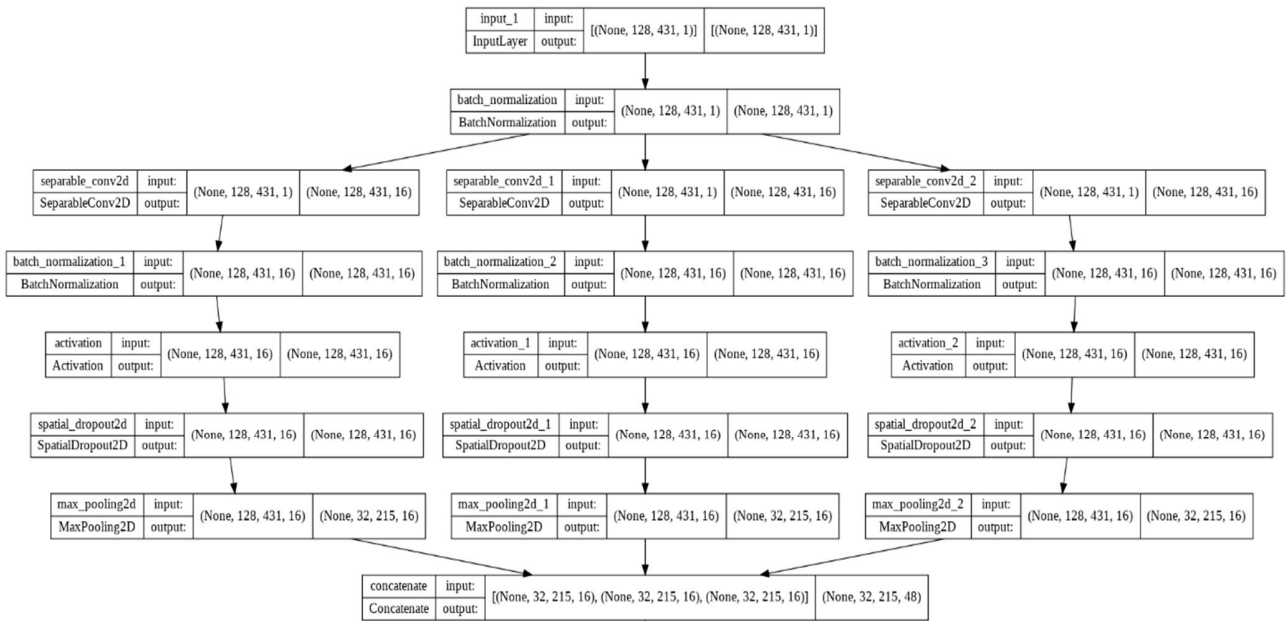 input_1 input: [(None, 128, 431, 1)] [(None, 128, 431, 1)]
InputLayer output:
batch_normalization input: (None, 128, 431, 1) (None, 128, 431, 1)
BatchNormalization output:
separable_conv2d input: (None, 128, 431, 1) (None, 128, 431, 16)
SeparableConv2D output:
separable_conv2d_1 input: (None, 128, 431, 1) (None, 128, 431, 16)
SeparableConv2D output:
separable_conv2d_2 input: (None, 128, 431, 1) (None, 128, 431, 16)
SeparableConv2D output:
batch_normalization_1 input: (None, 128, 431, 16) (None, 128, 431, 16)
BatchNormalization output:
batch_normalization_2 input: (None, 128, 431, 16) (None, 128, 431, 16)
BatchNormalization output:
batch_normalization_3 input: (None, 128, 431, 16) (None, 128, 431, 16)
BatchNormalization output:
activation input: (None, 128, 431, 16) (None, 128, 431, 16)
Activation output:
activation_1 input: (None, 128, 431, 16) (None, 128, 431, 16)
Activation output:
activation_2 input: (None, 128, 431, 16) (None, 128, 431, 16)
Activation output:
spatial_dropout2d input: (None, 128, 431, 16) (None, 128, 431, 16)
SpatialDropout2D output:
spatial_dropout2d_1 input: (None, 128, 431, 16) (None, 128, 431, 16)
SpatialDropout2D output:
spatial_dropout2d_2 input: (None, 128, 431, 16) (None, 128, 431, 16)
SpatialDropout2D output:
max_pooling2d input: (None, 128, 431, 16) (None, 32, 215, 16)
MaxPooling2D output:
max_pooling2d_1 input: (None, 128, 431, 16) (None, 32, 215, 16)
MaxPooling2D output:
max_pooling2d_2 input: (None, 128, 431, 16) (None, 32, 215, 16)
MaxPooling2D output:
concatenate input: [(None, 32, 215, 16), (None, 32, 215, 16), (None, 32, 215, 16)] (None, 32, 215, 48)
Concatenate output: